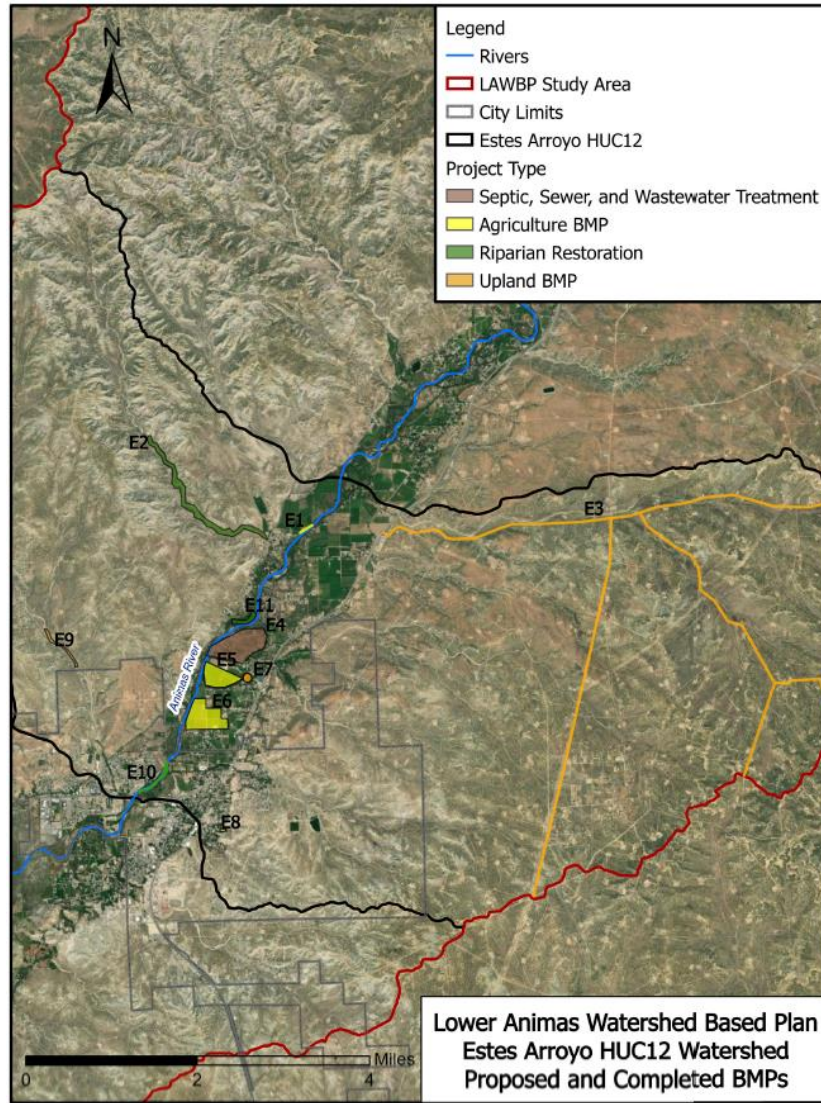 N
Legend
Rivers
LAWBP Study Area
City Limits
Estes Arroyo HUC12
Project Type
Septic, Sewer, and Wastewater Treatment
Agriculture BMP
Riparian Restoration
Upland BMP
E2
E1
E3
E11
E4
E9
E5
E7
Animas River
E6
E10
E8
Miles
0
2
4
Lower Animas Watershed Based Plan
Estes Arroyo HUC12 Watershed
Proposed and Completed BMPs